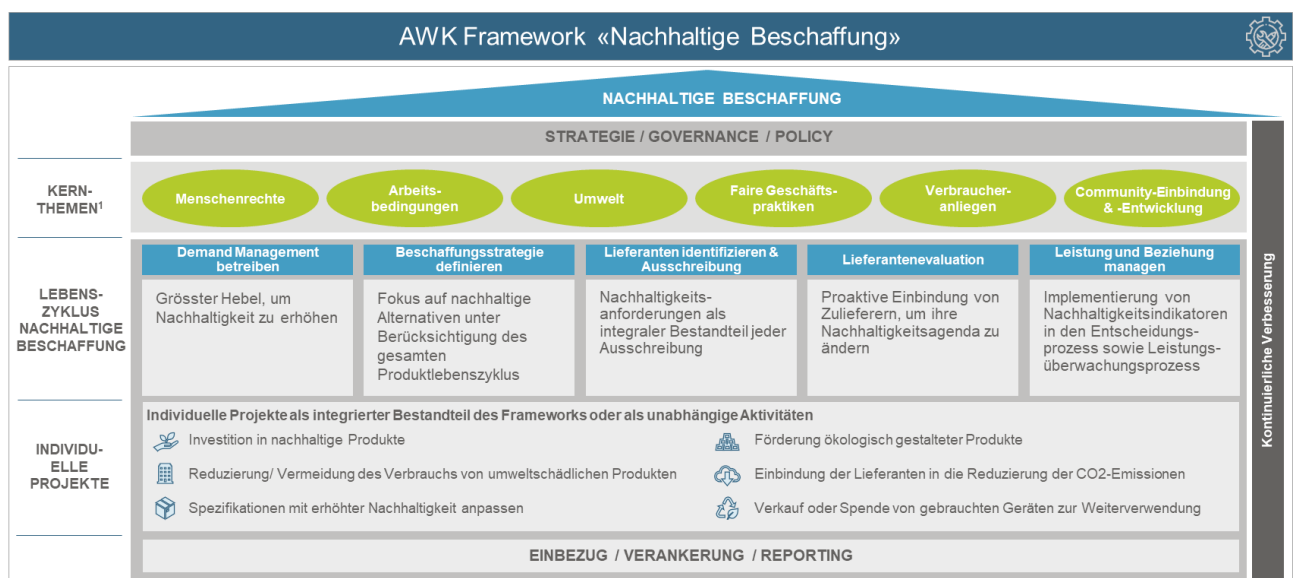 AWK Framework «Nachhaltige Beschaffung»
NACHHALTIGE BESCHAFFUNG
STRATEGIE / GOVERNANCE / POLICY
KERN-
THEMEN¹
Menschenrechte
Arbeits-
bedingungen
Umwelt
Faire Geschäfts-
praktiken
Verbraucher-
anliegen
Community-Einbindung
& -Entwicklung
LEBENS-
ZYKLUS
NACHHALTIGE
BESCHAFFUNG
Demand Management
betreiben
Grösster Hebel, um
Nachhaltigkeit zu erhöhen
Beschaffungsstrategie
definieren
Fokus auf nachhaltige
Alternativen unter
Berücksichtigung des
gesamten
Produktlebenszyklus
Lieferanten identifizieren &
Ausschreibung
Nachhaltigkeits-
anforderungen als
integraler Bestandteil jeder
Ausschreibung
Lieferantenevaluation
Proaktive Einbindung von
Zulieferern, um ihre
Nachhaltigkeitsagenda zu
ändern
Leistung und Beziehung
managen
Implementierung von
Nachhaltigkeitsindikatoren
in den Entscheidungs-
prozess sowie Leistungs-
überwachungsprozess
INDIVIDU-
ELLE
PROJEKTE
Individuelle Projekte als integrierter Bestandteil des Frameworks oder als unabhängige Aktivitäten
Investition in nachhaltige Produkte
Reduzierung/ Vermeidung des Verbrauchs von umweltschädlichen Produkten
Spezifikationen mit erhöhter Nachhaltigkeit anpassen
Förderung ökologisch gestalteter Produkte
Einbindung der Lieferanten in die Reduzierung der CO2-Emissionen
Verkauf oder Spende von gebrauchten Geräten zur Weiterverwendung
EINBEZUG / VERANKERUNG / REPORTING
Kontinuierliche Verbesserung